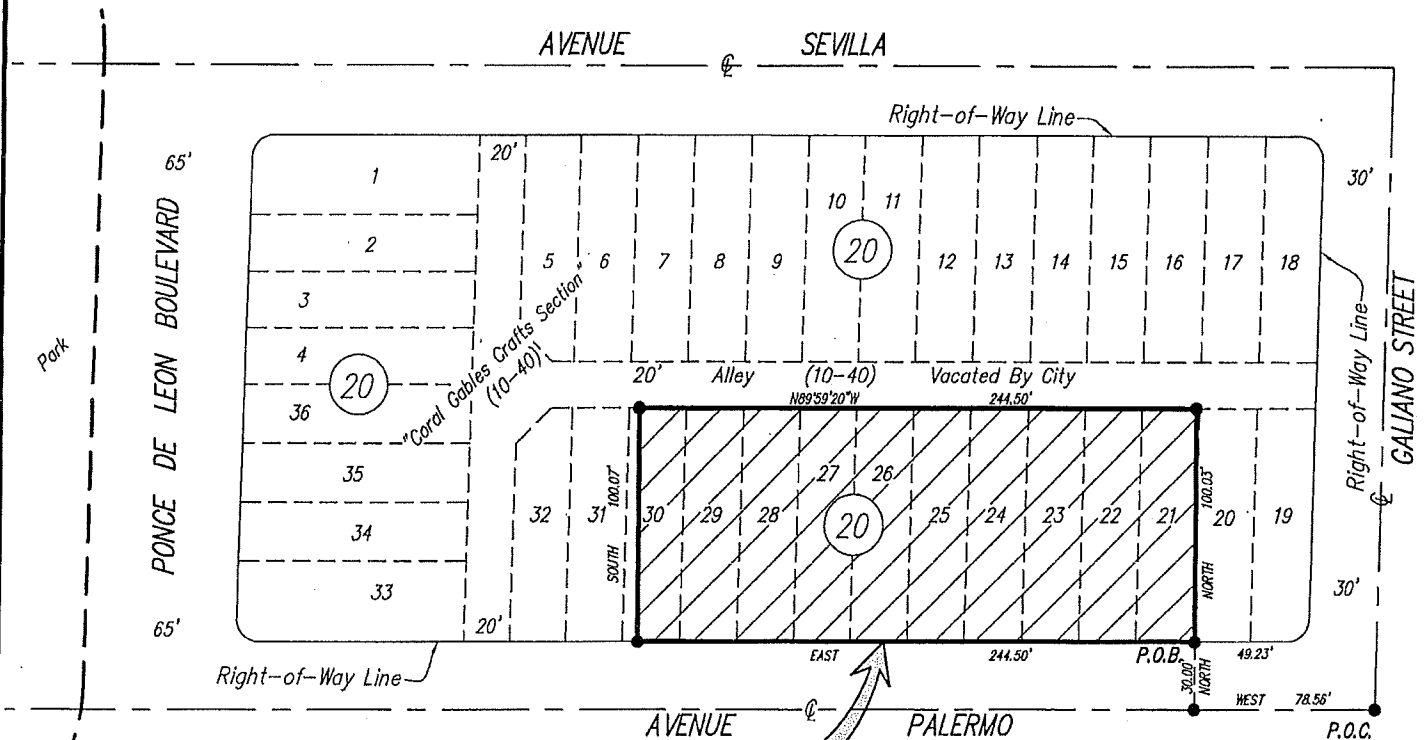 AVENUE SEVILLA
℄
Right-of-Way Line
65'
20'
30'
1
10 11
2
20
5 6 7 8 9 12 13 14 15 16 17 18
3
PONCE DE LEON BOULEVARD
Park
"Coral Gables Crafts Section"
(10-40)
Right-of-Way Line
GALIANO STREET
℄
4
20
36
20' Alley (10-40) Vacated By City
N89°59'20"W 244.50'
35
27 26
32 31 30 29 28 20 25 24 23 22 21 20 19
SOUTH 100.07'
NORTH 100.03'
34
33
30'
65'
20'
EAST 244.50' P.O.B. 49.23'
Right-of-Way Line
30.00'
NORTH
WEST 78.56'
AVENUE ℄ PALERMO
P.O.C.